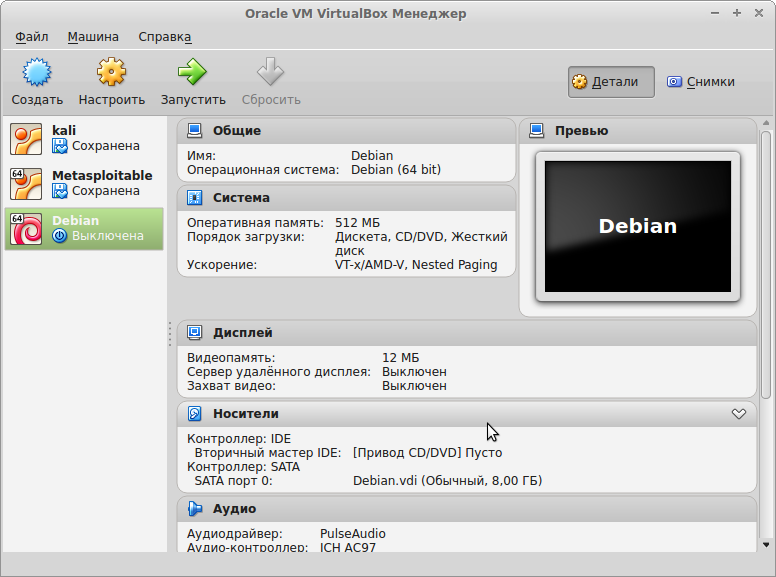 Oracle VM VirtualBox Менеджер
Файл Машина Справка
Создать Настроить Запустить Сбросить Детали Снимки
kali
Сохранена
64
Metasploitable
Сохранена
64
Debian
Выключена
Общие
Имя: Debian
Операционная система: Debian (64 bit)
Система
Оперативная память: 512 МБ
Порядок загрузки: Дискета, CD/DVD, Жесткий
диск
Ускорение: VT-x/AMD-V, Nested Paging
Превью
Debian
Дисплей
Видеопамять: 12 МБ
Сервер удалённого дисплея: Выключен
Захват видео: Выключен
Носители
Контроллер: IDE
Вторичный мастер IDE: [Привод CD/DVD] Пусто
Контроллер: SATA
SATA порт 0: Debian.vdi (Обычный, 8,00 ГБ)
Аудио
Аудиодрайвер: PulseAudio
Аудио-контроллер: ICH AC97